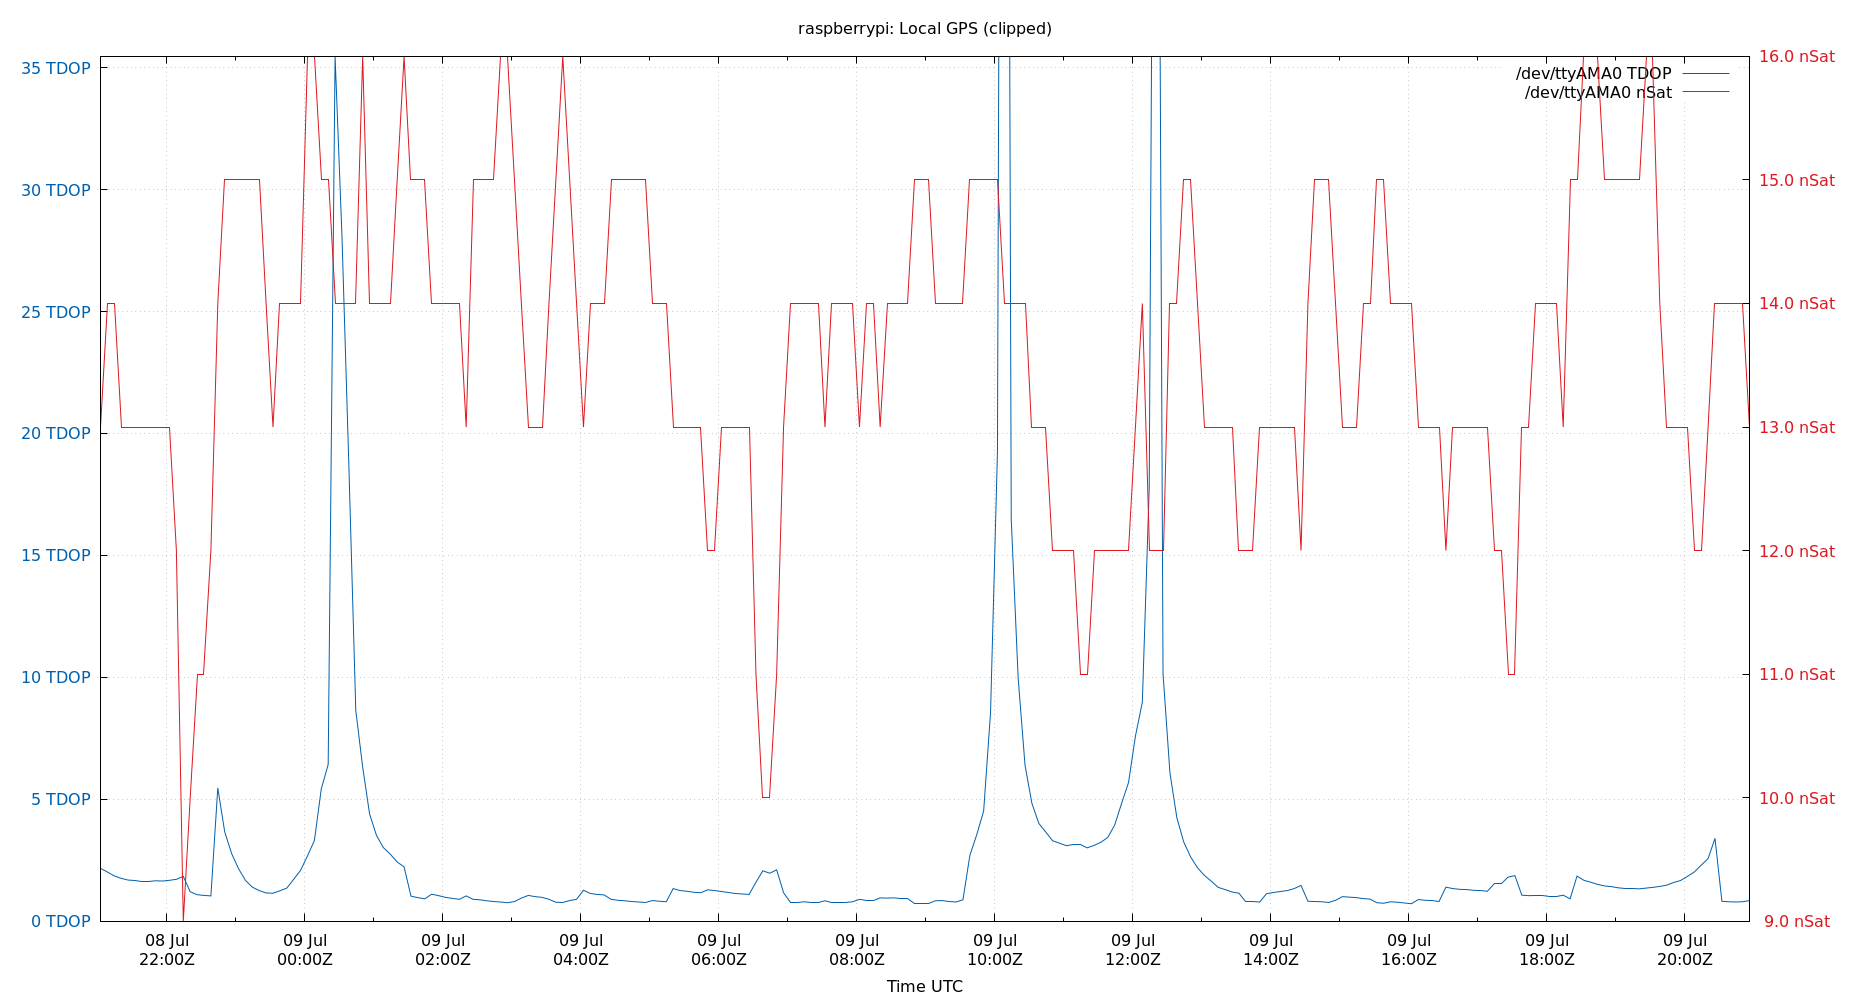 raspberrypi: Local GPS (clipped)
35 TDOP
30 TDOP
25 TDOP
20 TDOP
15 TDOP
10 TDOP
5 TDOP
0 TDOP
/dev/ttyAMA0 TDOP
/dev/ttyAMA0 nSat
16.0 nSat
15.0 nSat
14.0 nSat
13.0 nSat
12.0 nSat
11.0 nSat
10.0 nSat
9.0 nSat
08 Jul
22:00Z
09 Jul
00:00Z
09 Jul
02:00Z
09 Jul
04:00Z
09 Jul
06:00Z
09 Jul
08:00Z
09 Jul
10:00Z
09 Jul
12:00Z
09 Jul
14:00Z
09 Jul
16:00Z
09 Jul
18:00Z
09 Jul
20:00Z
Time UTC